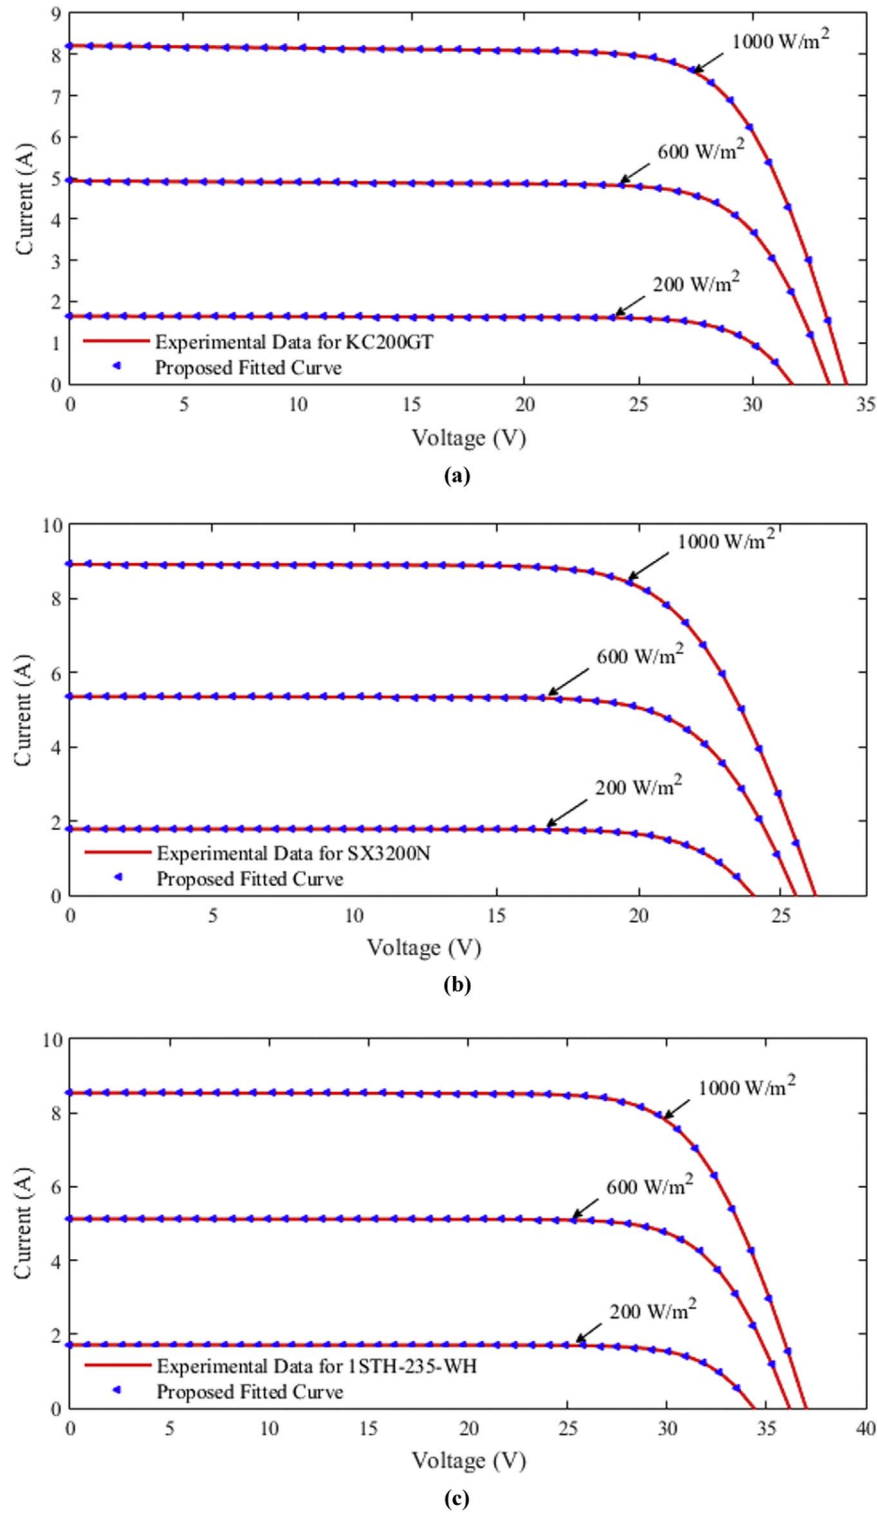 9
8
7
6
5
4
3
2
1
0
Current (A)
1000 W/m²
600 W/m²
200 W/m²
Experimental Data for KC200GT
Proposed Fitted Curve
0 5 10 15 20 25 30 35
Voltage (V)
(a)
10
8
6
4
2
0
Current (A)
1000 W/m²
600 W/m²
200 W/m²
Experimental Data for SX3200N
Proposed Fitted Curve
0 5 10 15 20 25
Voltage (V)
(b)
10
8
6
4
2
0
Current (A)
1000 W/m²
600 W/m²
200 W/m²
Experimental Data for 1STH-235-WH
Proposed Fitted Curve
0 5 10 15 20 25 30 35 40
Voltage (V)
(c)